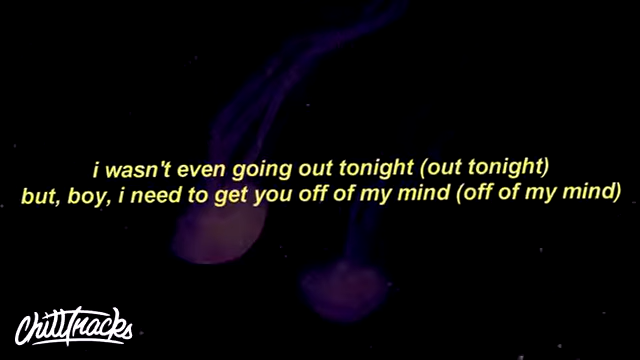 i wasn't even going out tonight (out tonight)
but, boy, i need to get you off of my mind (off of my mind)
ChillTracks